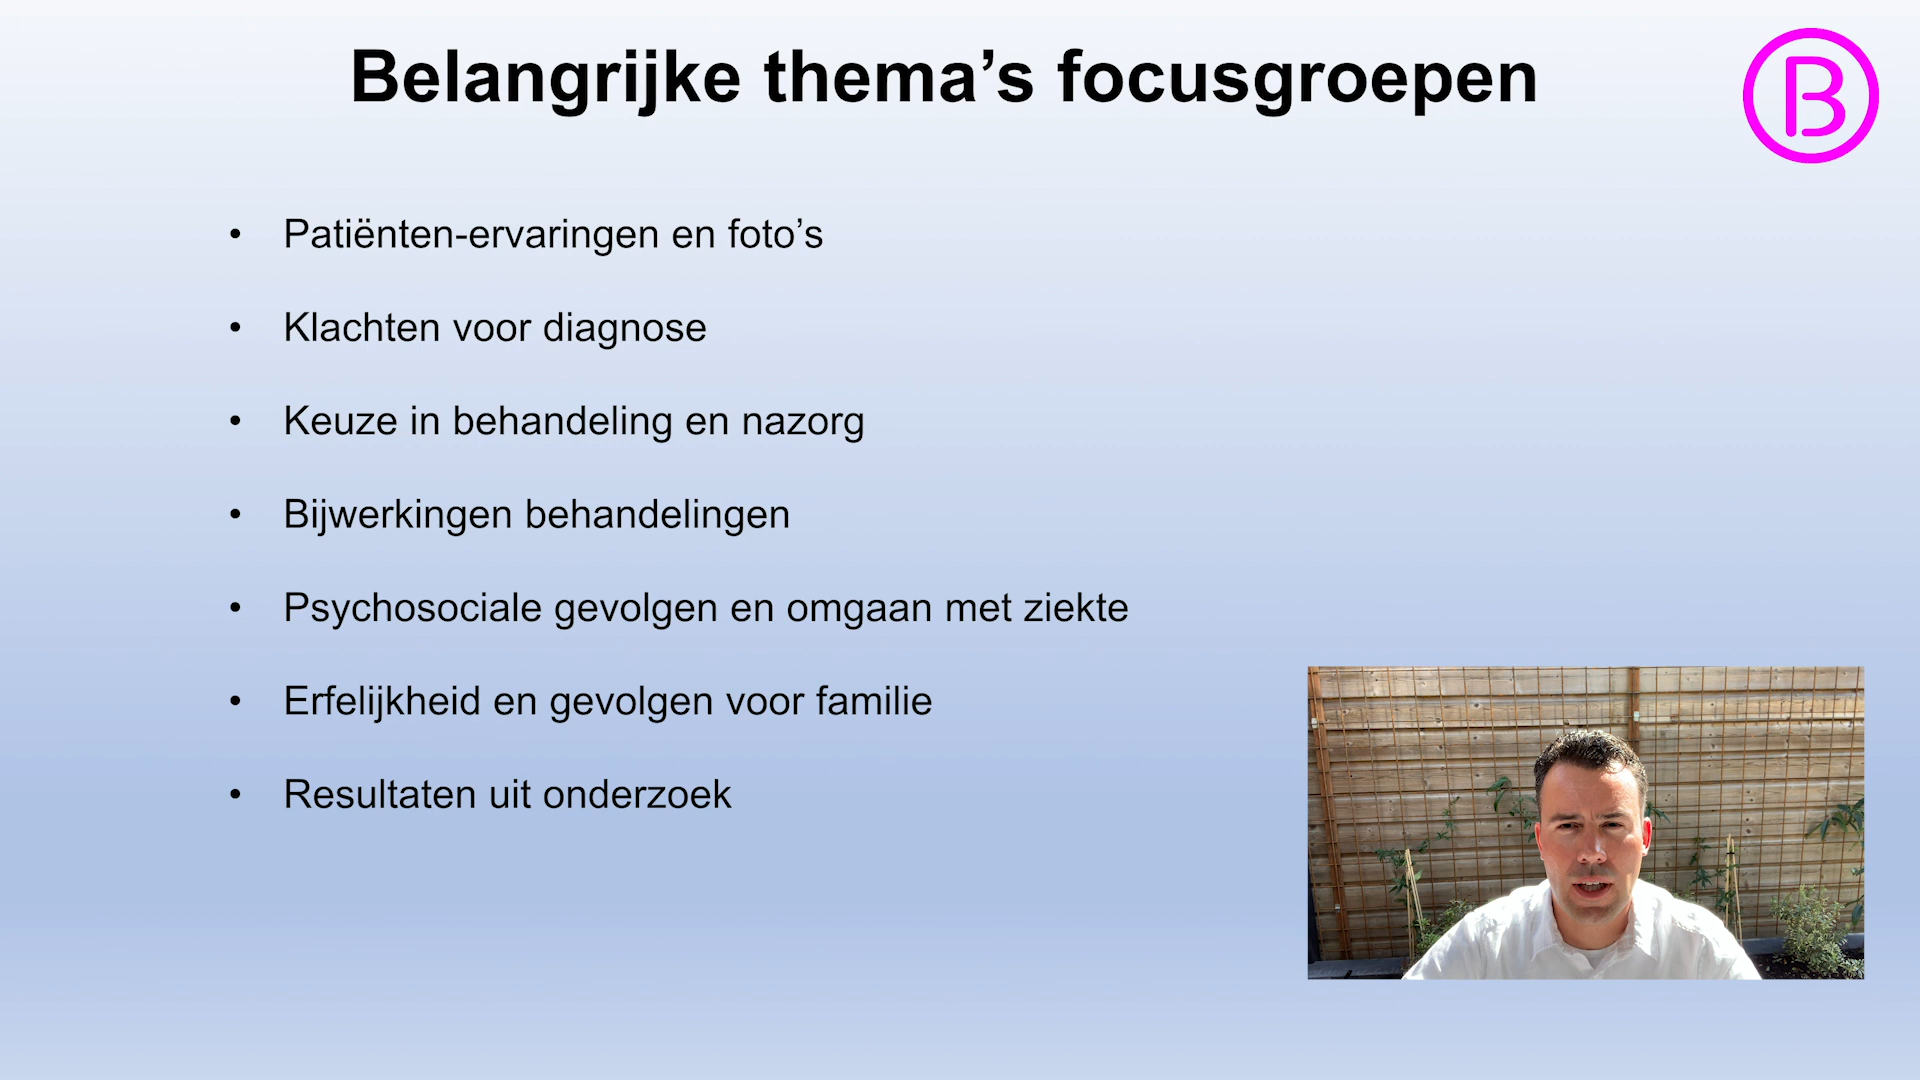 Belangrijke thema’s focusgroepen
B
• Patiënten-ervaringen en foto’s
• Klachten voor diagnose
• Keuze in behandeling en nazorg
• Bijwerkingen behandelingen
• Psychosociale gevolgen en omgaan met ziekte
• Erfelijkheid en gevolgen voor familie
• Resultaten uit onderzoek